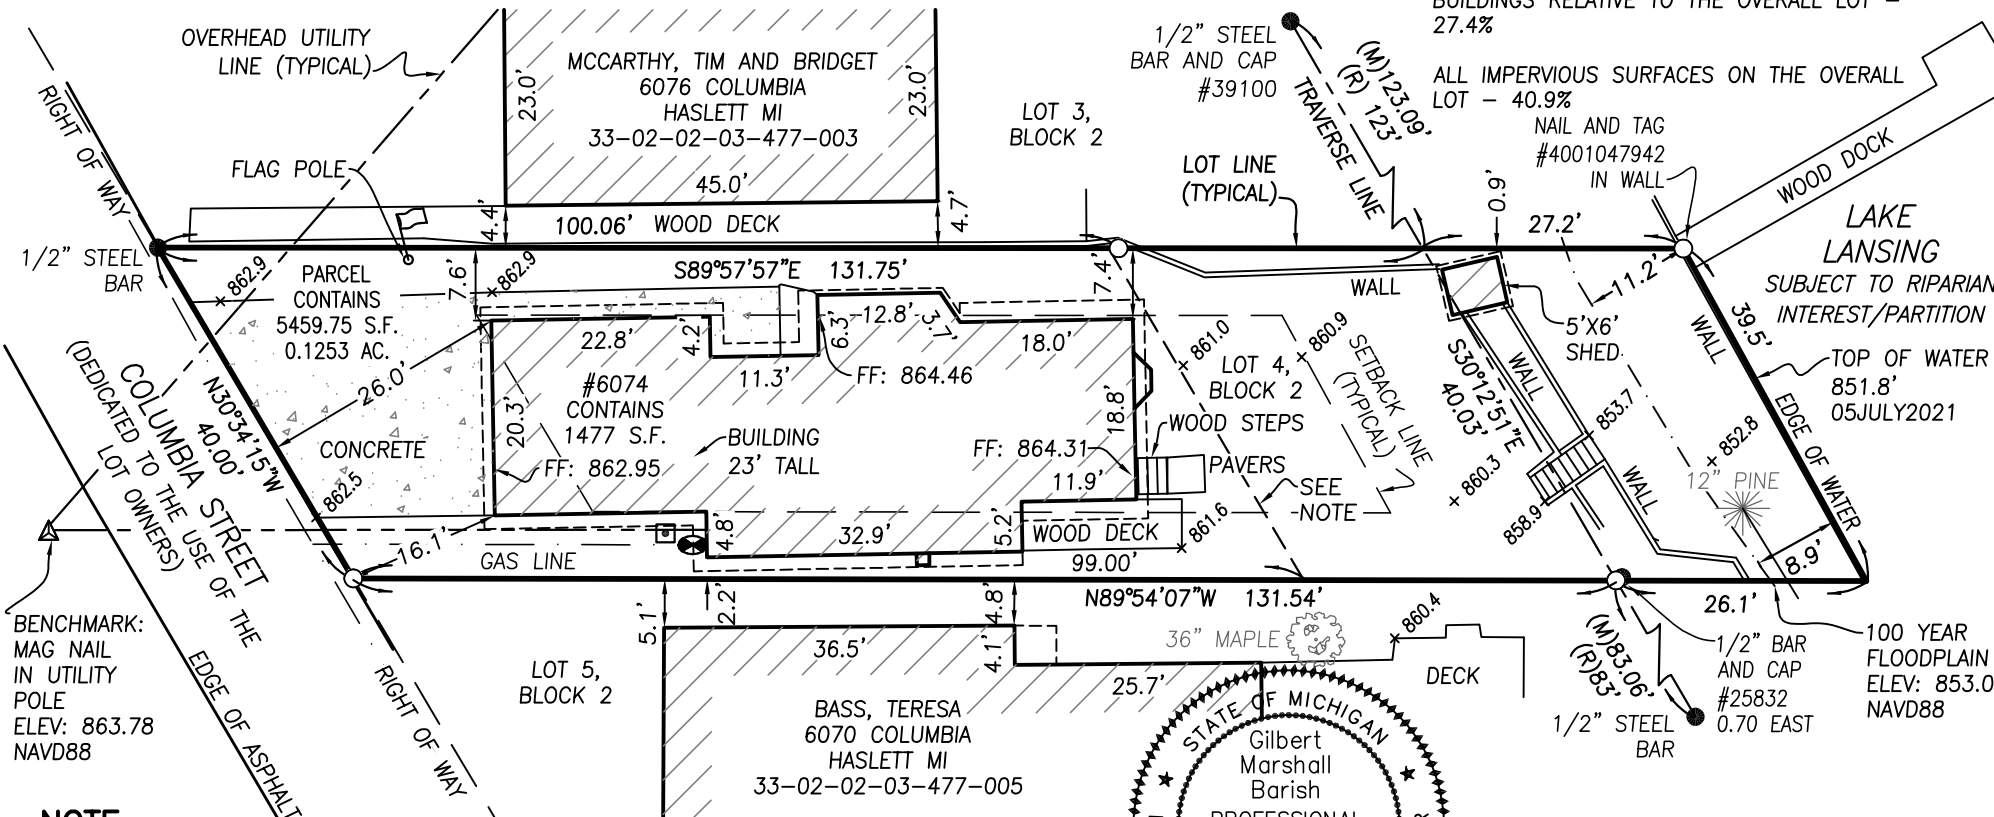 BUILDINGS RELATIVE TO THE OVERALL LOT –
27.4%
ALL IMPERVIOUS SURFACES ON THE OVERALL
LOT – 40.9%
OVERHEAD UTILITY
LINE (TYPICAL)
RIGHT OF WAY
FLAG POLE
23.0'
MCCARTHY, TIM AND BRIDGET
6076 COLUMBIA
HASLETT MI
33-02-02-03-477-003
23.0'
45.0'
LOT 3,
BLOCK 2
1/2" STEEL
BAR AND CAP
#39100
(M)123.09'
(R) 123'
TRAVERSE LINE
LOT LINE
(TYPICAL)
NAIL AND TAG
#4001047942
IN WALL
WOOD DOCK
0.9'
27.2'
LAKE
LANSING
SUBJECT TO RIPARIAN
INTEREST/PARTITION
4.4'
100.06'
WOOD DECK
4.7'
1/2" STEEL
BAR
862.9
PARCEL
CONTAINS
5459.75 S.F.
0.1253 AC.
7.6'
862.9
S89°57'57"E 131.75'
7.4'
WALL
11.2'
39.5'
WALL
5'X6'
SHED
TOP OF WATER
851.8'
05JULY2021
22.8'
4.2'
11.3'
6.3'
12.8'
3.7'
18.0'
FF: 864.46
861.0
860.9
LOT 4,
BLOCK 2
SETBACK LINE
(TYPICAL)
S30°12'51"E
40.03'
WALL
853.7
852.8
EDGE OF WATER
COLUMBIA STREET
(DEDICATED TO THE USE OF THE
LOT OWNERS)
N30°34'15"W
40.00'
26.0'
CONCRETE
862.5
20.3'
#6074
CONTAINS
1477 S.F.
FF: 862.95
BUILDING
23' TALL
18.8'
FF: 864.31
11.9'
WOOD STEPS
PAVERS
SEE
NOTE
860.3
858.9
WALL
12" PINE
16.1'
GAS LINE
4.8'
32.9'
5.2'
WOOD DECK
861.6
99.00'
8.9'
BENCHMARK:
MAG NAIL
IN UTILITY
POLE
ELEV: 863.78
NAVD88
EDGE OF ASPHALT
RIGHT OF WAY
LOT 5,
BLOCK 2
5.1'
2.2'
4.8'
N89°54'07"W 131.54'
26.1'
36.5'
4.1'
25.7'
36" MAPLE
860.4
DECK
(M)83.06'
(R)83'
1/2" STEEL
BAR
1/2" BAR
AND CAP
#25832
0.70 EAST
100 YEAR
FLOODPLAIN
ELEV: 853.0
NAVD88
BASS, TERESA
6070 COLUMBIA
HASLETT MI
33-02-02-03-477-005
STATE OF MICHIGAN
Gilbert
Marshall
Barish
PROFESSIONAL
NOTE